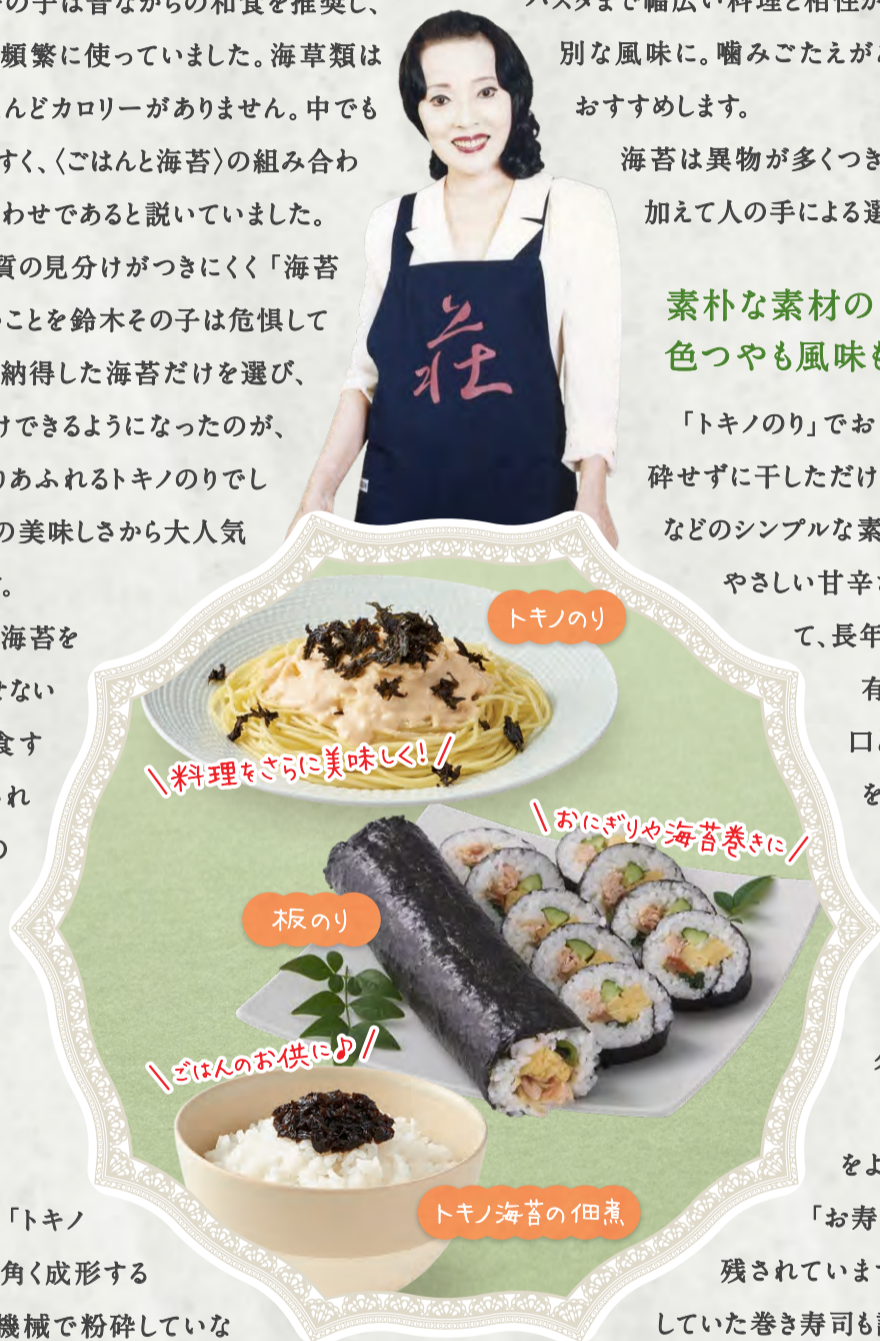 その子は昔ながらの和食を推奨し、
頻繁に使っていました。海草類は
んどカロリーがありません。中でも
すく、〈ごはんと海苔〉の組み合わ
わせであると説いていました。
質の見分けがつきにくく「海苔
ことを鈴木その子は危惧して
納得した海苔だけを選び、
けできるようになったのが、
りあふれるトキノのりでし
の美味しさから大人気
。
海苔を
せない
食す
れ
の
「トキノ
角く成形する
機械で粉砕していな
荘
パスタまで幅広い料理と相性が
別な風味に。噛みごたえがあ
おすすめします。
海苔は異物が多くつき
加えて人の手による選
素朴な素材の
色つやも風味も
「トキノのり」でお
砕せずに干しただけ
などのシンプルな素
やさしい甘辛さ
て、長年
有
口
を
をよ
「お寿
残されています
していた巻き寿司も
トキノのり
料理をさらに美味しく!
おにぎりや海苔巻きに
板のり
ごはんのお供に♪
トキノ海苔の佃煮